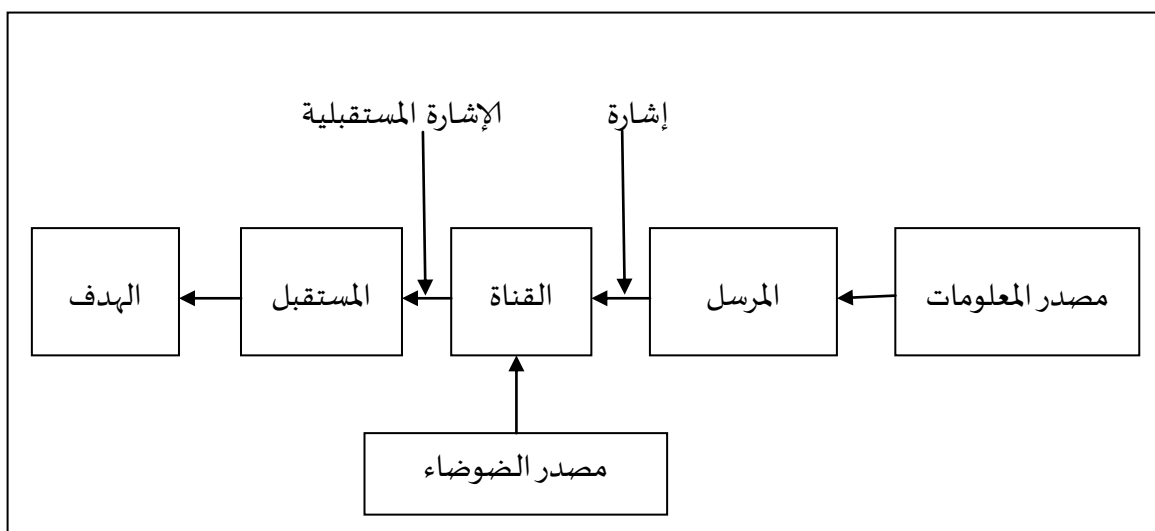 إشارة
الإشارة المستقبلية
مصدر المعلومات
المرسل
القناة
المستقبل
الهدف
مصدر الضوضاء